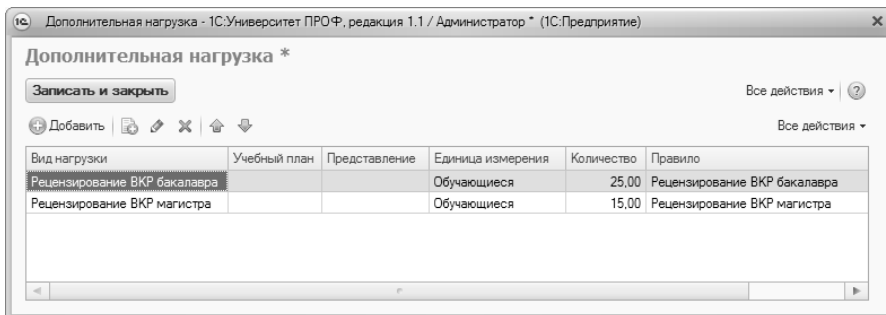 Дополнительная нагрузка - 1С:Университет ПРОФ, редакция 1.1 / Администратор * (1С:Предприятие)
Дополнительная нагрузка *
Записать и закрыть Все действия
Добавить Все действия
Вид нагрузки Учебный план Представление Единица измерения Количество Правило
Рецензирование ВКР бакалавра Обучающиеся 25,00 Рецензирование ВКР бакалавра
Рецензирование ВКР магистра Обучающиеся 15,00 Рецензирование ВКР магистра